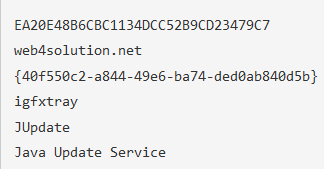 EA20E48B6CBC1134DCC52B9CD23479C7
web4solution.net
{40f550c2-a844-49e6-ba74-ded0ab840d5b}
igfxtray
JUpdate
Java Update Service